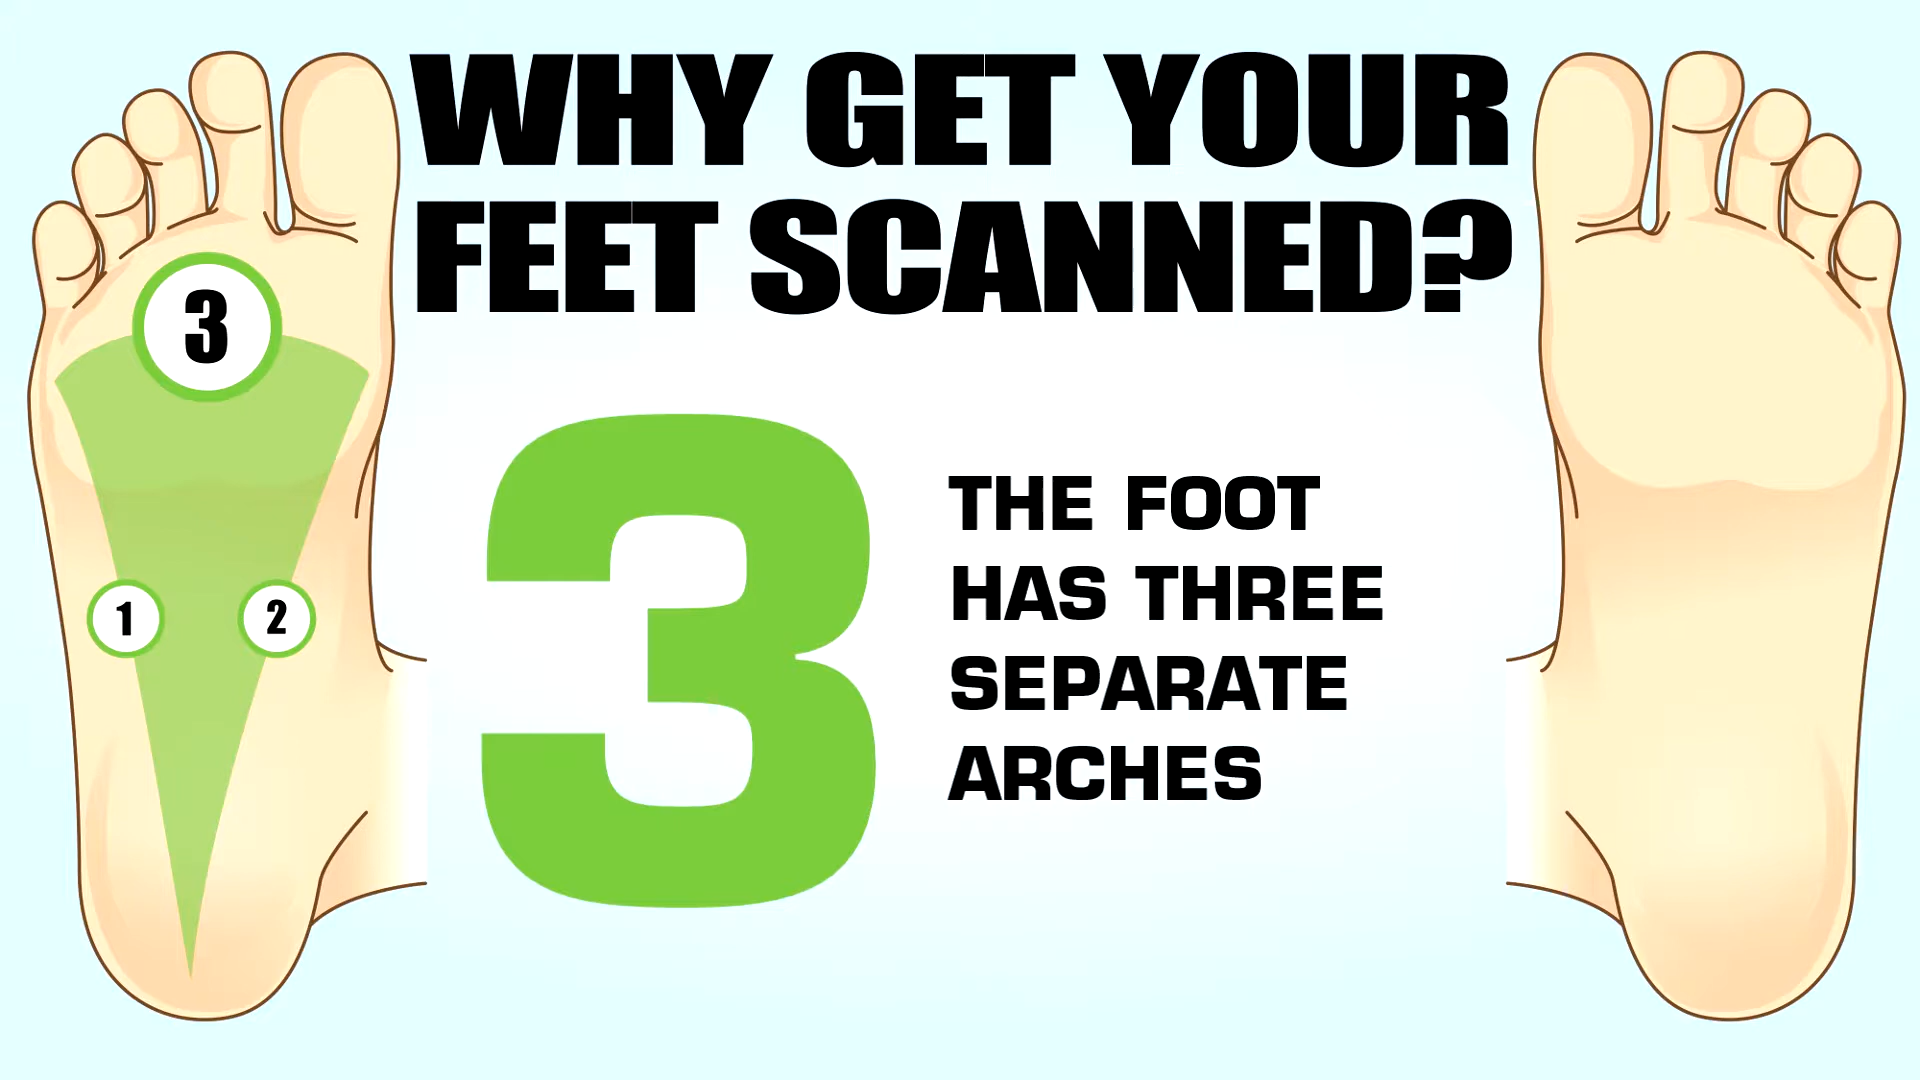 WHY GET YOUR
FEET SCANNED?
3
1
2
3
THE FOOT
HAS THREE
SEPARATE
ARCHES